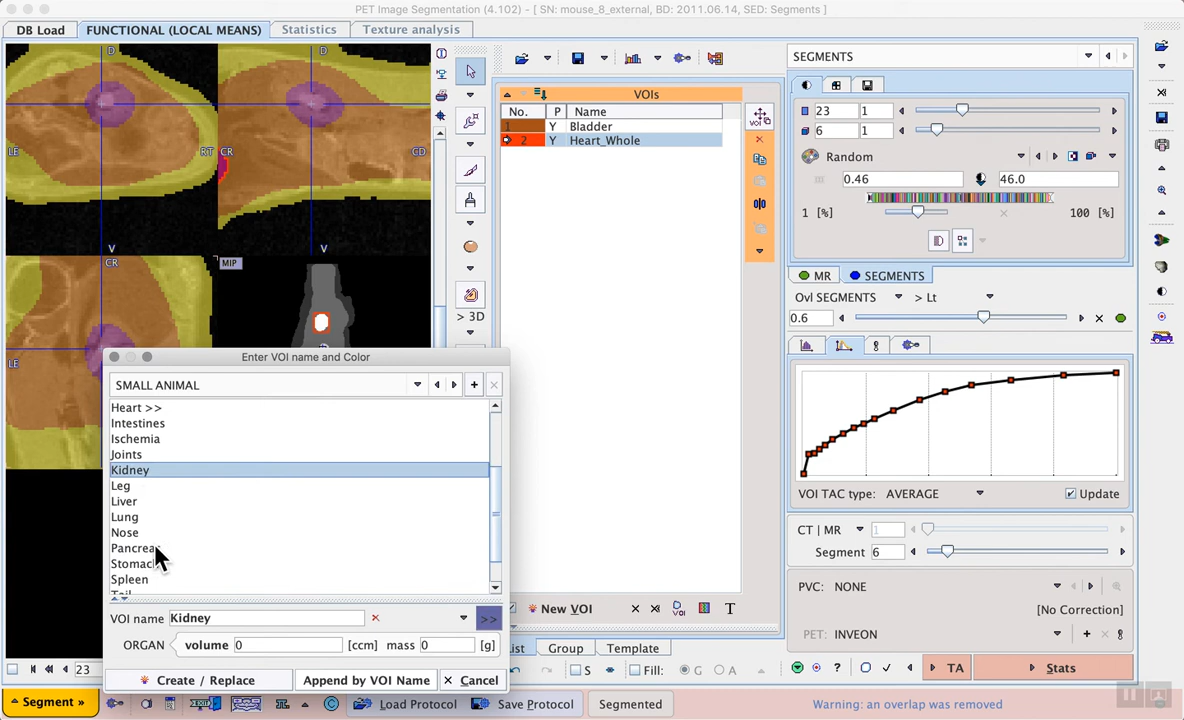 PET Image Segmentation (4.102) - [ SN: mouse_8_external, BD: 2011.06.14, SED: Segments ]
DB Load
FUNCTIONAL (LOCAL MEANS)
Statistics
Texture analysis
D
D
LE
RT
CR
CD
V
V
CR
MIP
LE
> 3D
VOIs
No.
P
Name
1
Y
Bladder
2
Y
Heart_Whole
VOI
SEGMENTS
23
1
6
1
Random
0.46
46.0
1 [%]
100 [%]
MR
SEGMENTS
Ovl SEGMENTS
> Lt
0.6
VOI TAC type:
AVERAGE
Update
CT | MR
1
Segment
6
PVC:
NONE
[No Correction]
PET:
INVEON
Enter VOI name and Color
SMALL ANIMAL
Heart >>
Intestines
Ischemia
Joints
Kidney
Leg
Liver
Lung
Nose
Pancrea
Stomach
Spleen
Tail
VOI name
Kidney
>>
ORGAN
volume
0
[ccm]
mass
0
[g]
Create / Replace
Append by VOI Name
Cancel
New VOI
T
List
Group
Template
S
Fill:
G
A
23
?
TA
Stats
Segment »
Load Protocol
Save Protocol
Segmented
Warning: an overlap was removed